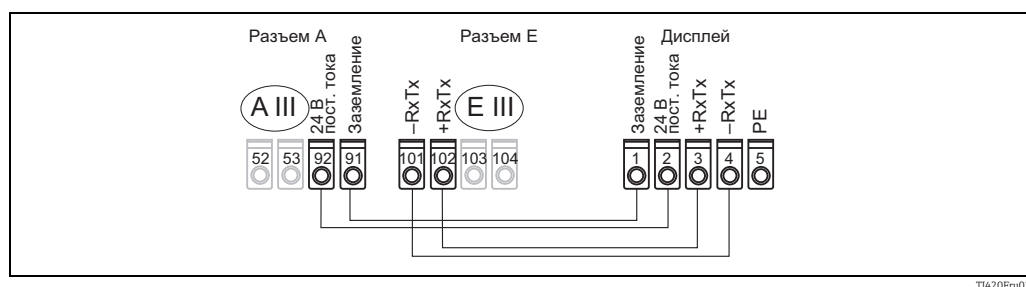 Разъем A
Разъем E
Дисплей
A III
24 В
пост. тока
Заземление
–RxTx
+RxTx
E III
Заземление
24 В
пост. тока
+RxTx
–RxTx
PE
52 53 92 91 101 102 103 104 1 2 3 4 5